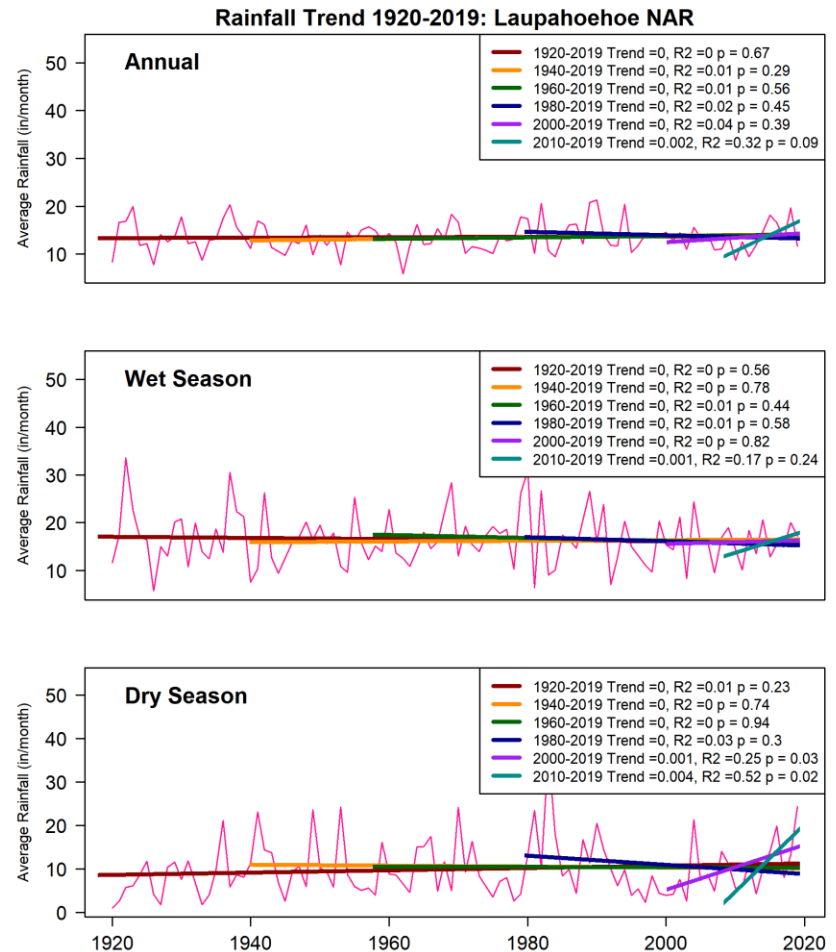 Rainfall Trend 1920-2019: Laupahoehoe NAR
Annual
Average Rainfall (in/month)
50
40
30
20
10
1920-2019 Trend =0, R2 =0 p = 0.67
1940-2019 Trend =0, R2 =0.01 p = 0.29
1960-2019 Trend =0, R2 =0.01 p = 0.56
1980-2019 Trend =0, R2 =0.02 p = 0.45
2000-2019 Trend =0, R2 =0.04 p = 0.39
2010-2019 Trend =0.002, R2 =0.32 p = 0.09
Wet Season
Average Rainfall (in/month)
50
40
30
20
10
1920-2019 Trend =0, R2 =0 p = 0.56
1940-2019 Trend =0, R2 =0 p = 0.78
1960-2019 Trend =0, R2 =0.01 p = 0.44
1980-2019 Trend =0, R2 =0.01 p = 0.58
2000-2019 Trend =0, R2 =0 p = 0.82
2010-2019 Trend =0.001, R2 =0.17 p = 0.24
Dry Season
Average Rainfall (in/month)
50
40
30
20
10
0
1920-2019 Trend =0, R2 =0.01 p = 0.23
1940-2019 Trend =0, R2 =0 p = 0.74
1960-2019 Trend =0, R2 =0 p = 0.94
1980-2019 Trend =0, R2 =0.03 p = 0.3
2000-2019 Trend =0.001, R2 =0.25 p = 0.03
2010-2019 Trend =0.004, R2 =0.52 p = 0.02
1920 1940 1960 1980 2000 2020